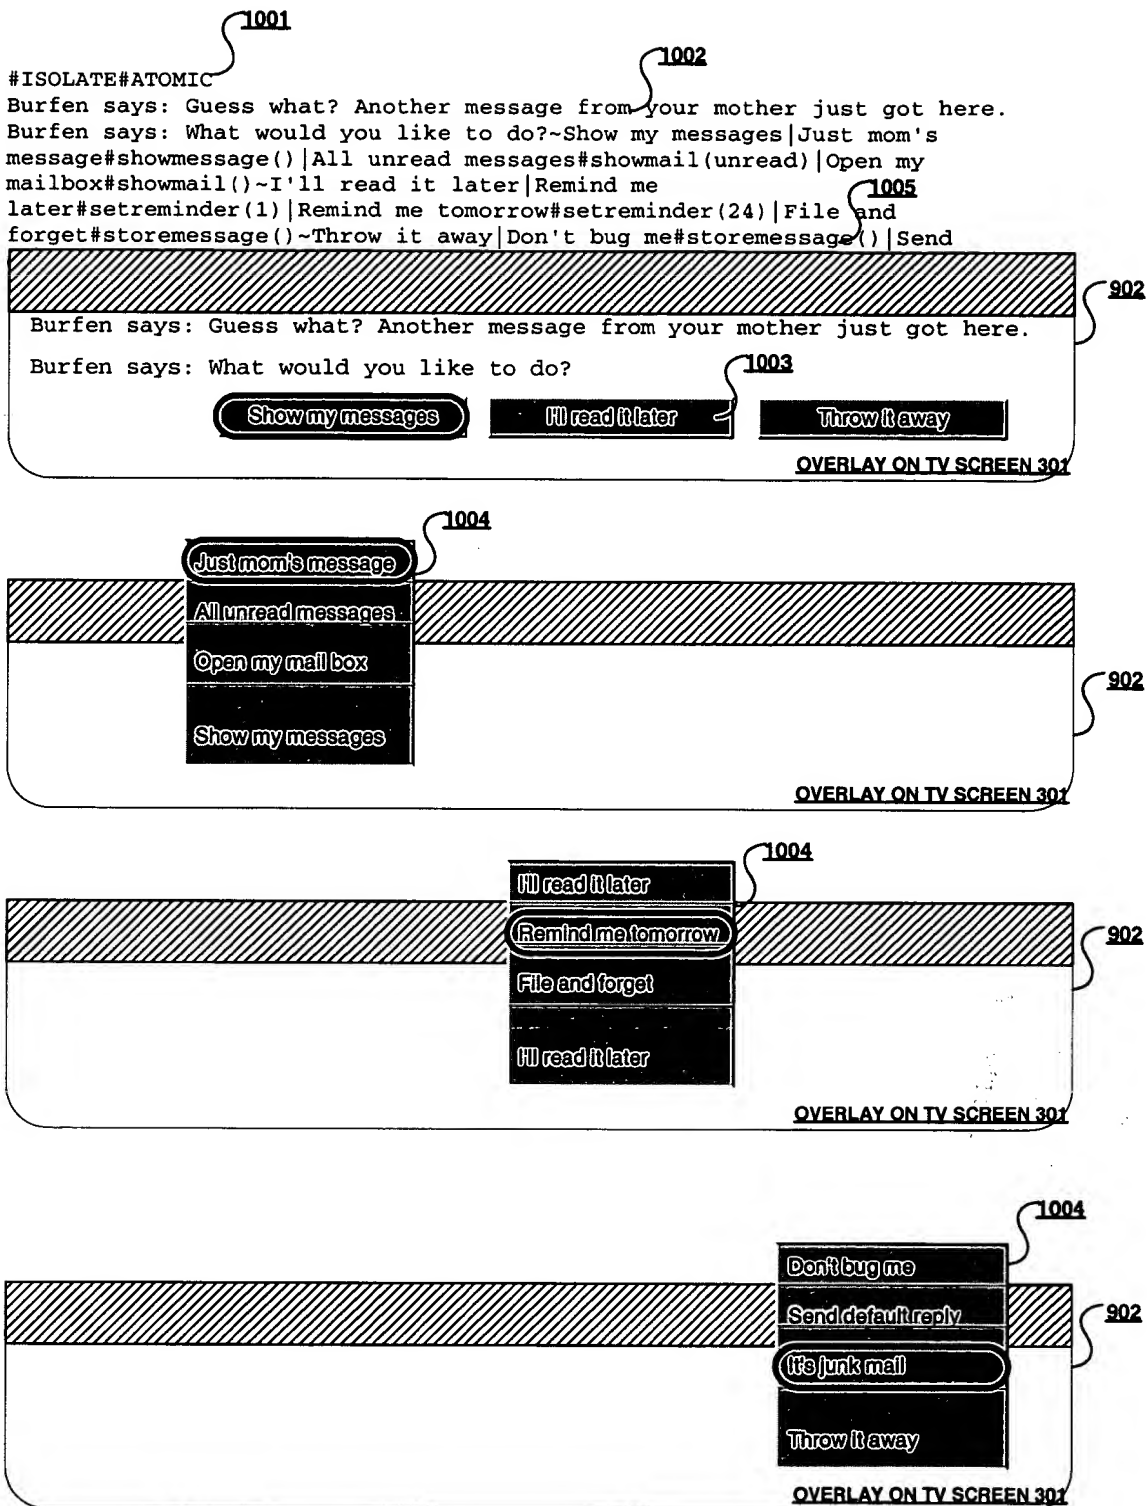 1001
#ISOLATE#ATOMIC
1002
Burfen says: Guess what? Another message from your mother just got here.
Burfen says: What would you like to do?~Show my messages|Just mom's
message#showmessage()|All unread messages#showmail(unread)|Open my
mailbox#showmail()~I'll read it later|Remind me
1005
later#setreminder(1)|Remind me tomorrow#setreminder(24)|File and
forget#storemessage()~Throw it away|Don't bug me#storemessage()|Send
902
Burfen says: Guess what? Another message from your mother just got here.
Burfen says: What would you like to do?
1003
Show my messages I'll read it later Throw it away
OVERLAY ON TV SCREEN 301
1004
Just mom's message
All unread messages
Open my mail box
902
Show my messages
OVERLAY ON TV SCREEN 301
1004
I'll read it later
Remind me tomorrow
902
File and forget
I'll read it later
OVERLAY ON TV SCREEN 301
1004
Don't bug me
Send default reply
902
It's junk mail
Throw it away
OVERLAY ON TV SCREEN 301